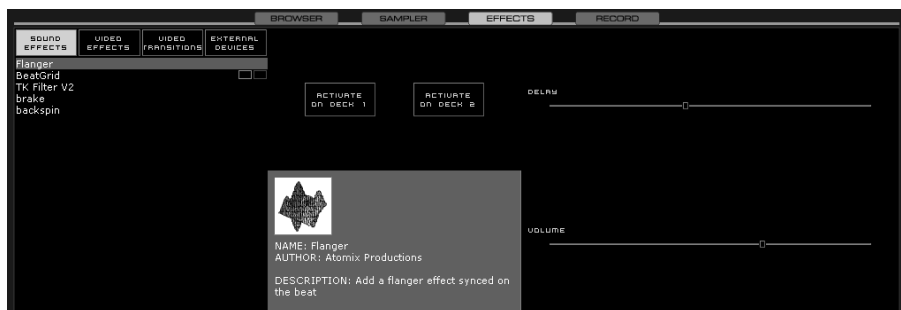 BROWSER SAMPLER EFFECTS RECORD
SOUND EFFECTS VIDEO EFFECTS VIDEO TRANSITIONS EXTERNAL DEVICES
Flanger
BeatGrid
TK Filter V2
brake
backspin
ACTIVATE ON DECK 1
ACTIVATE ON DECK 2
DELAY
NAME: Flanger
AUTHOR: Atomix Productions
DESCRIPTION: Add a flanger effect synced on
the beat
VOLUME